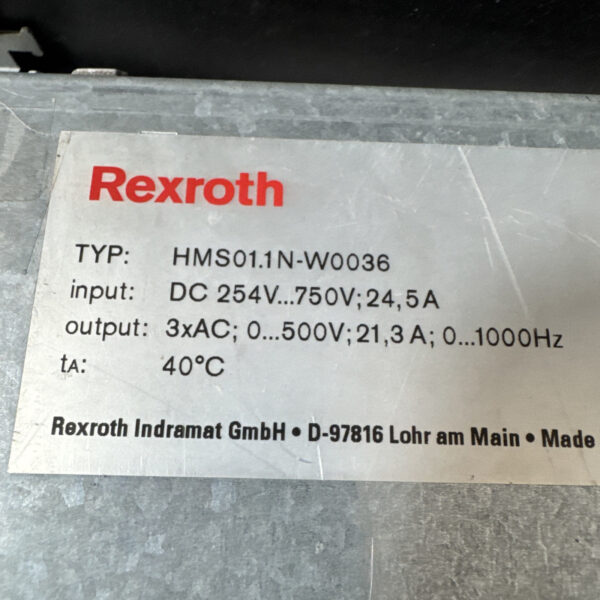 Rexroth
TYP: HMS01.1N-W0036
input: DC 254V...750V; 24,5 A
output: 3xAC; 0...500V; 21,3 A; 0...1000Hz
tA: 40°C
Rexroth Indramat GmbH • D-97816 Lohr am Main • Made